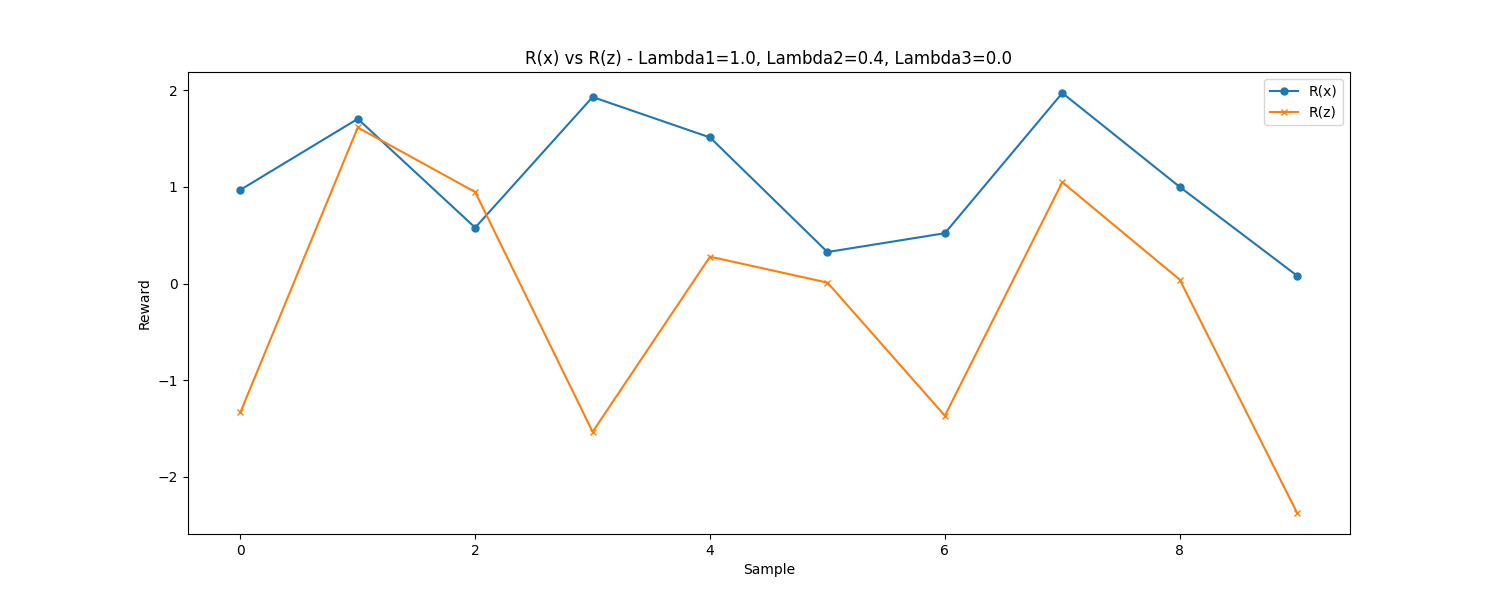 R(x) vs R(z) - Lambda1=1.0, Lambda2=0.4, Lambda3=0.0
R(x)
R(z)
2
1
0
−1
−2
Reward
0 2 4 6 8
Sample